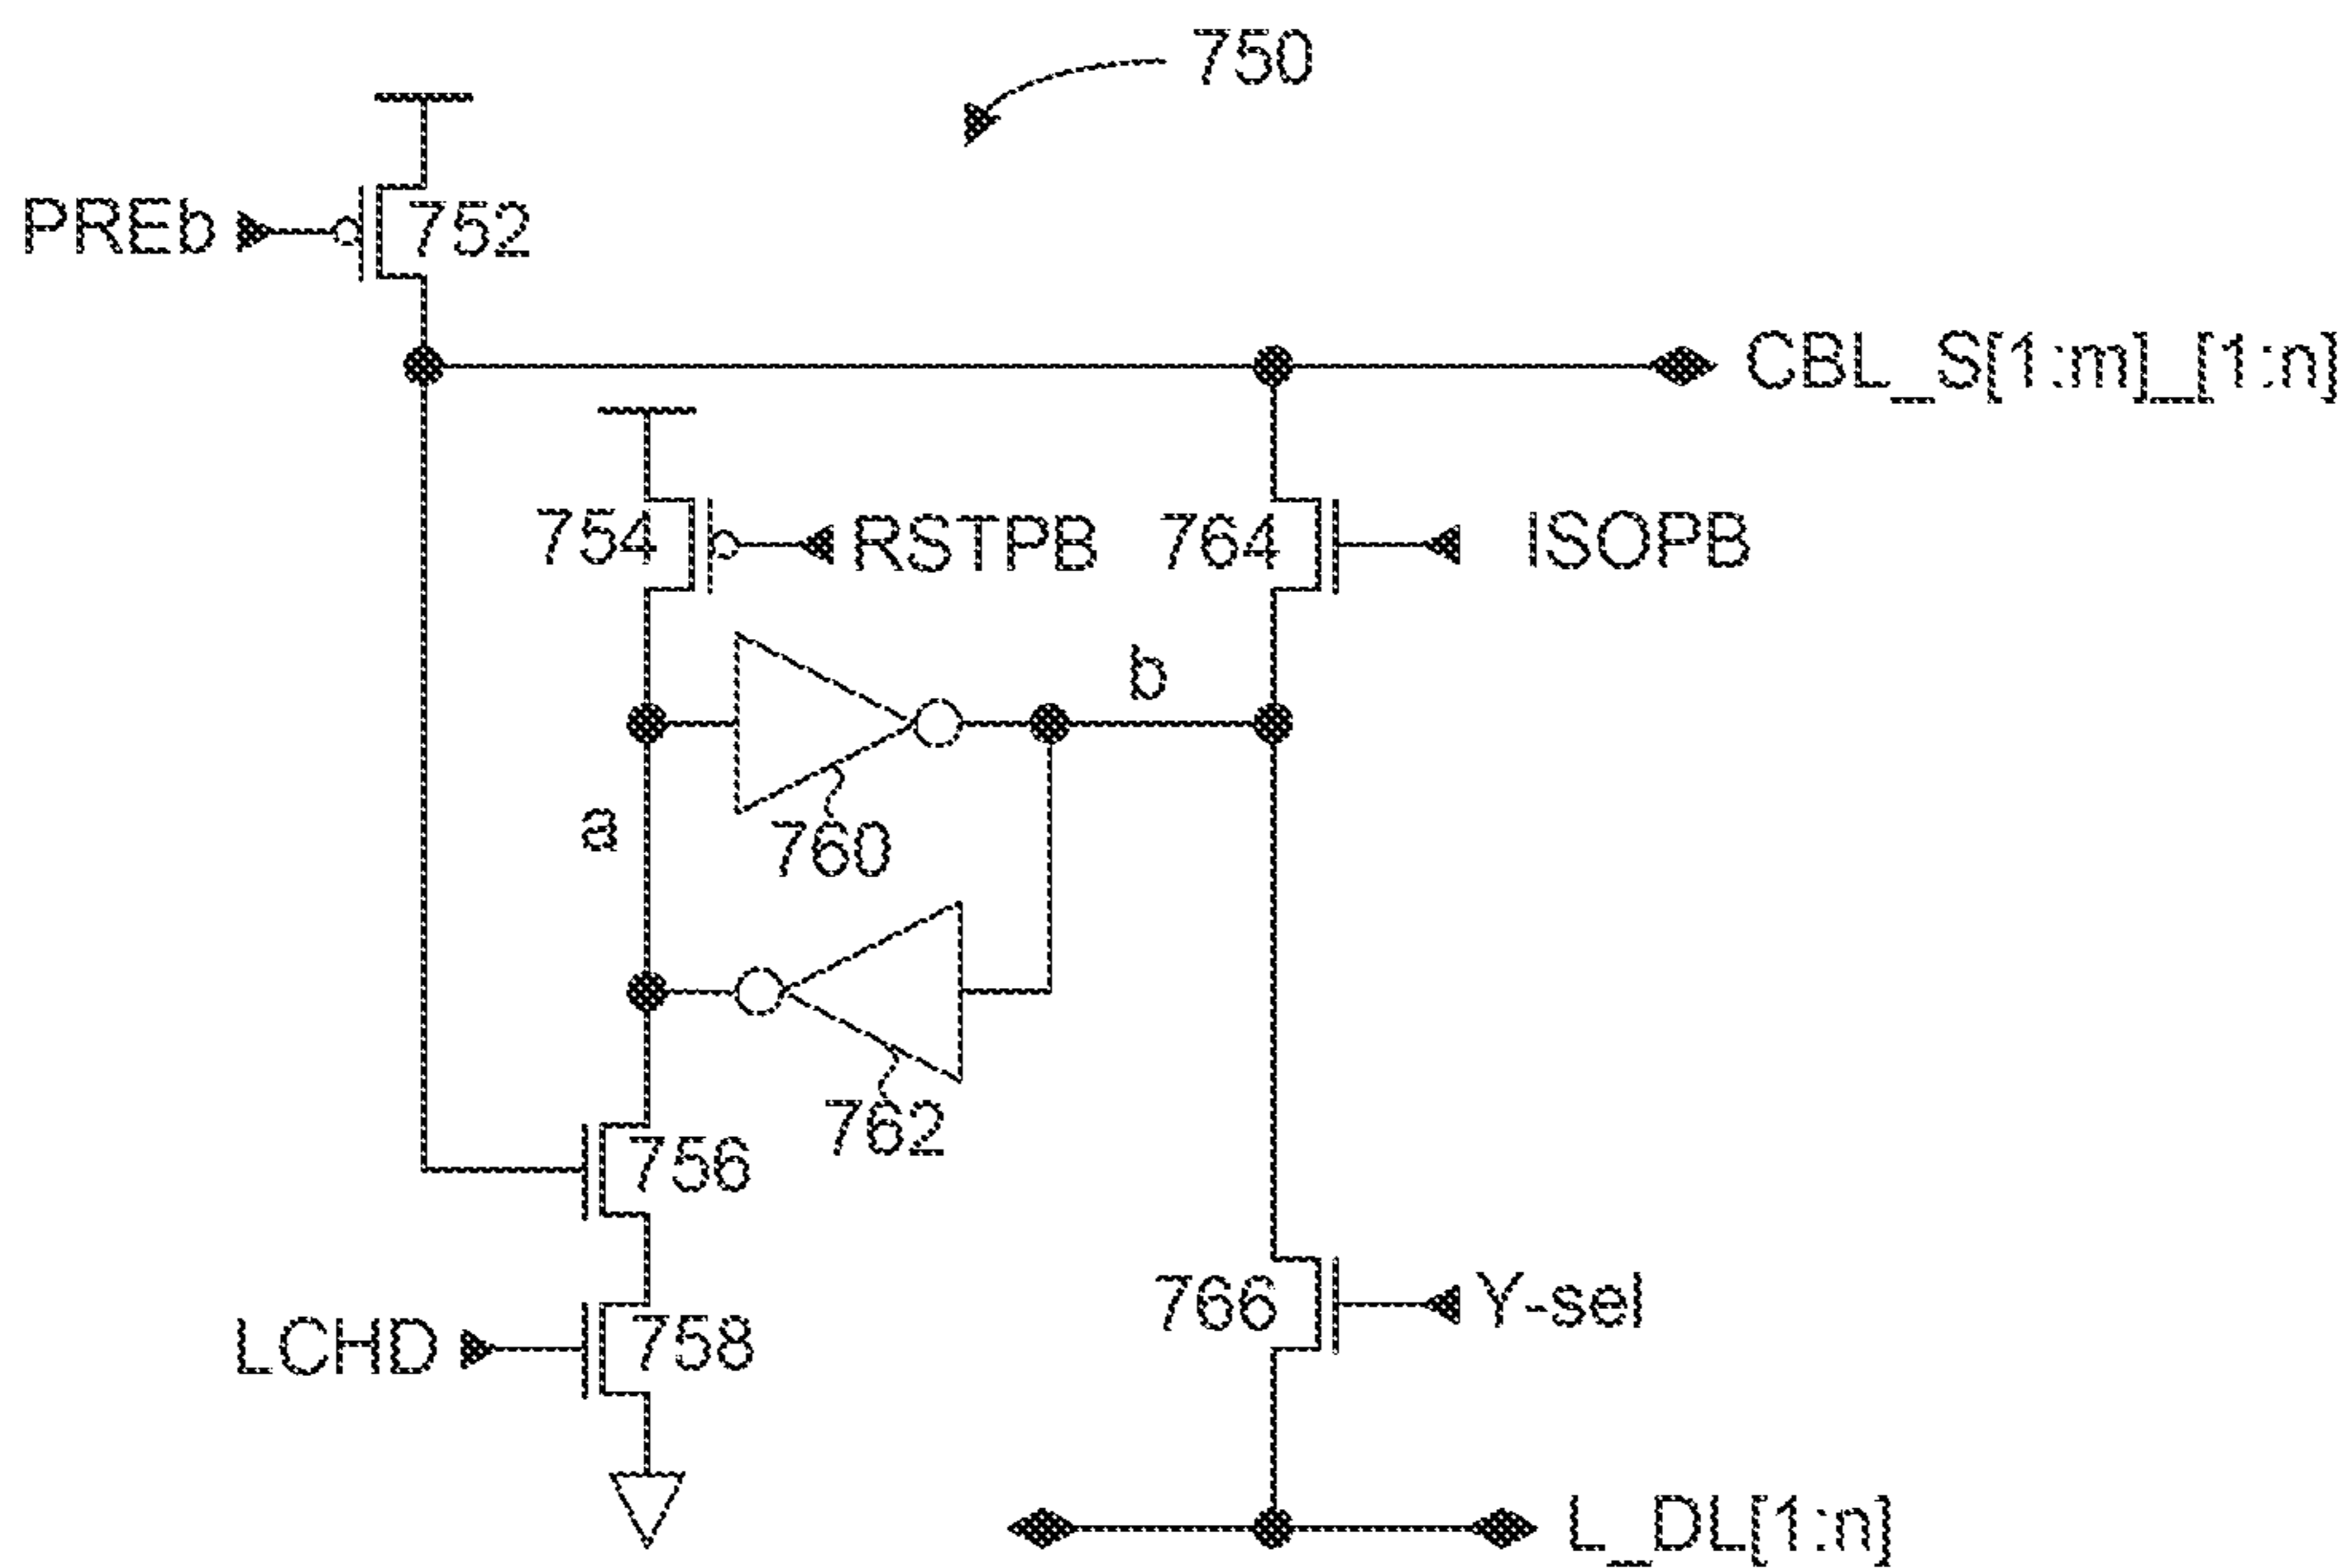 750
PREb
752
CBL_S[1:m]_[1:n]
754
RSTPB
764
ISOPB
b
a
760
762
756
766
Y-sel
LCHD
758
L_DL[1:n]